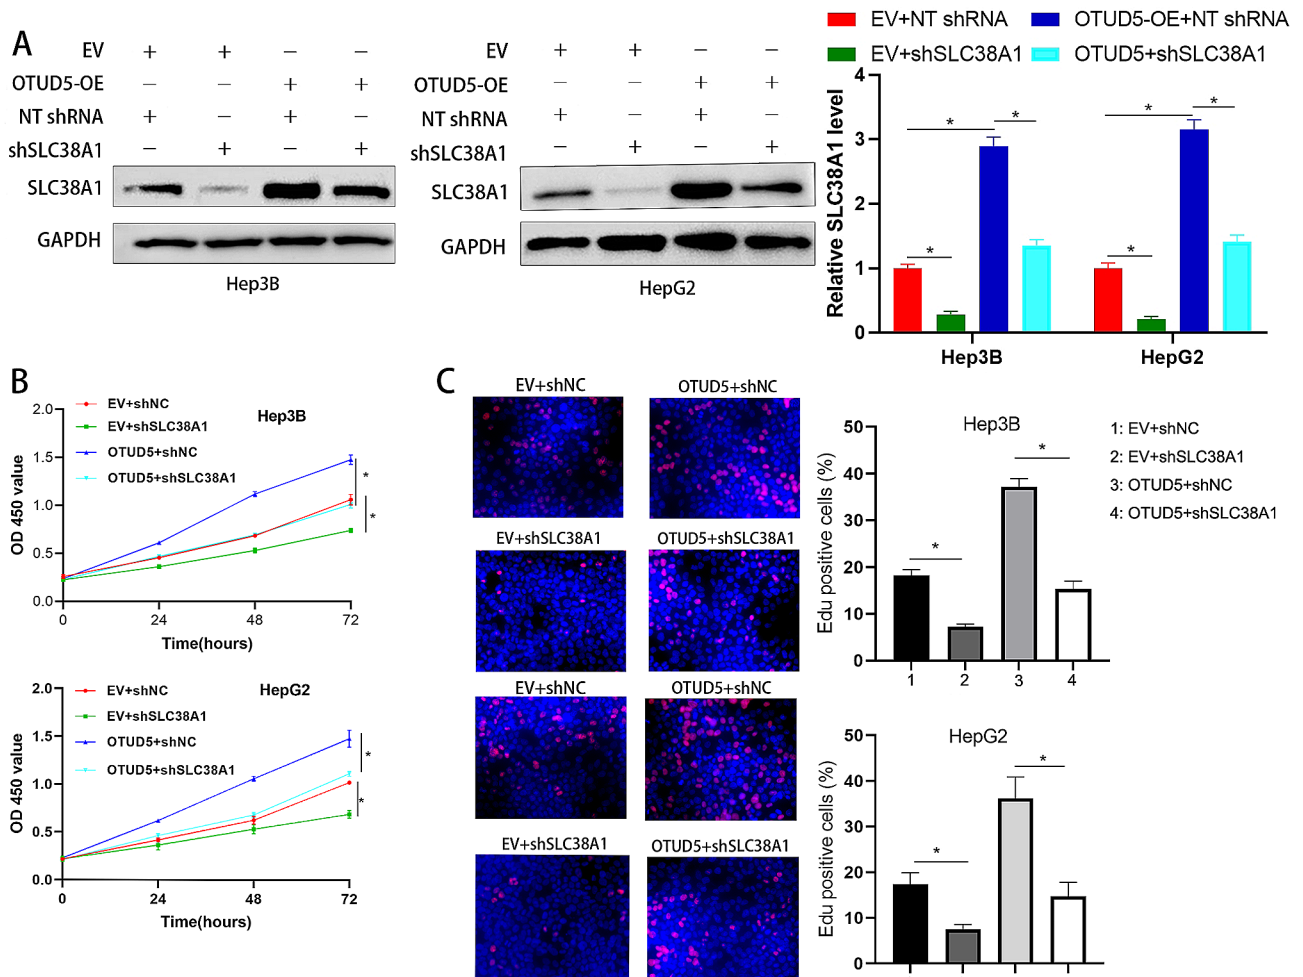 A
EV + + − −
OTUD5-OE − − + +
NT shRNA + − + −
shSLC38A1 − + − +
SLC38A1
GAPDH
Hep3B
EV + + − −
OTUD5-OE − − + +
NT shRNA + − + −
shSLC38A1 − + − +
SLC38A1
GAPDH
HepG2
EV+NT shRNA OTUD5-OE+NT shRNA
EV+shSLC38A1 OTUD5+shSLC38A1
Relative SLC38A1 level
4
3
2
1
0
* * * *
* *
Hep3B HepG2
B
Hep3B
EV+shNC
EV+shSLC38A1
OTUD5+shNC
OTUD5+shSLC38A1
OD 450 value
2.0
1.5
1.0
0.5
0.0
*
*
0 24 48 72
Time(hours)
HepG2
EV+shNC
EV+shSLC38A1
OTUD5+shNC
OTUD5+shSLC38A1
OD 450 value
2.0
1.5
1.0
0.5
0.0
*
*
0 24 48 72
Time(hours)
C
EV+shNC OTUD5+shNC
EV+shSLC38A1 OTUD5+shSLC38A1
EV+shNC OTUD5+shNC
EV+shSLC38A1 OTUD5+shSLC38A1
Hep3B
Edu positive cells (%)
50
40
30
20
10
0
* *
1 2 3 4
1: EV+shNC
2: EV+shSLC38A1
3: OTUD5+shNC
4: OTUD5+shSLC38A1
HepG2
Edu positive cells (%)
50
40
30
20
10
0
* *